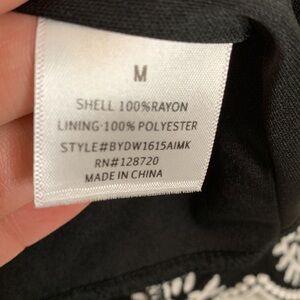 M
SHELL 100%RAYON
LINING·100% POLYESTER
STYLE#BYDW1615AIMK
RN#128720
MADE IN CHINA